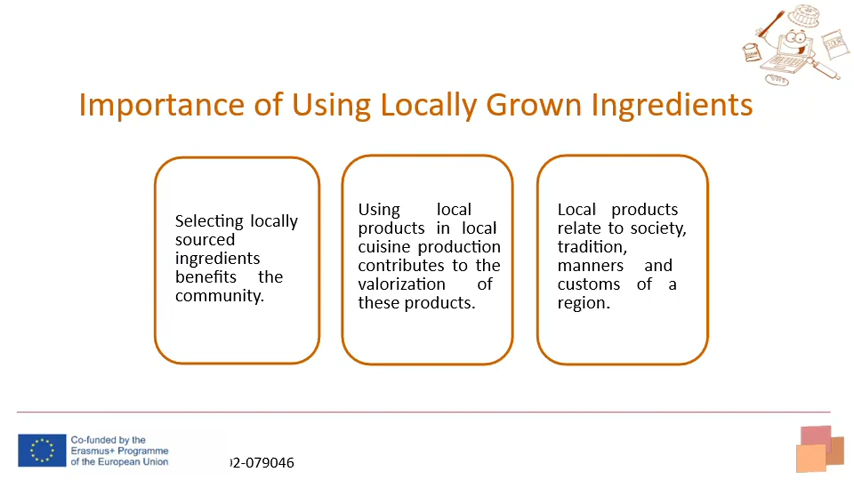 Importance of Using Locally Grown Ingredients
Selecting locally
sourced
ingredients
benefits the
community.
Using local
products in local
cuisine production
contributes to the
valorization of
these products.
Local products
relate to society,
tradition,
manners and
customs of a
region.
Co-funded by the
Erasmus+ Programme
of the European Union
02-079046